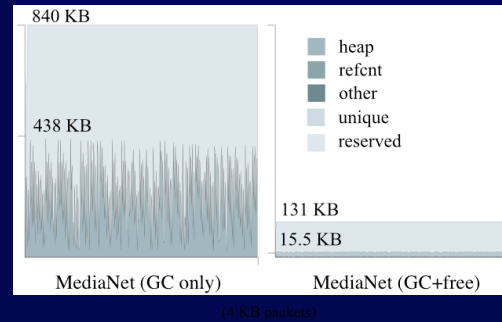 840 KB
438 KB
heap
refcnt
other
unique
reserved
131 KB
15.5 KB
MediaNet (GC only)
MediaNet (GC+free)
(4 KB packets)